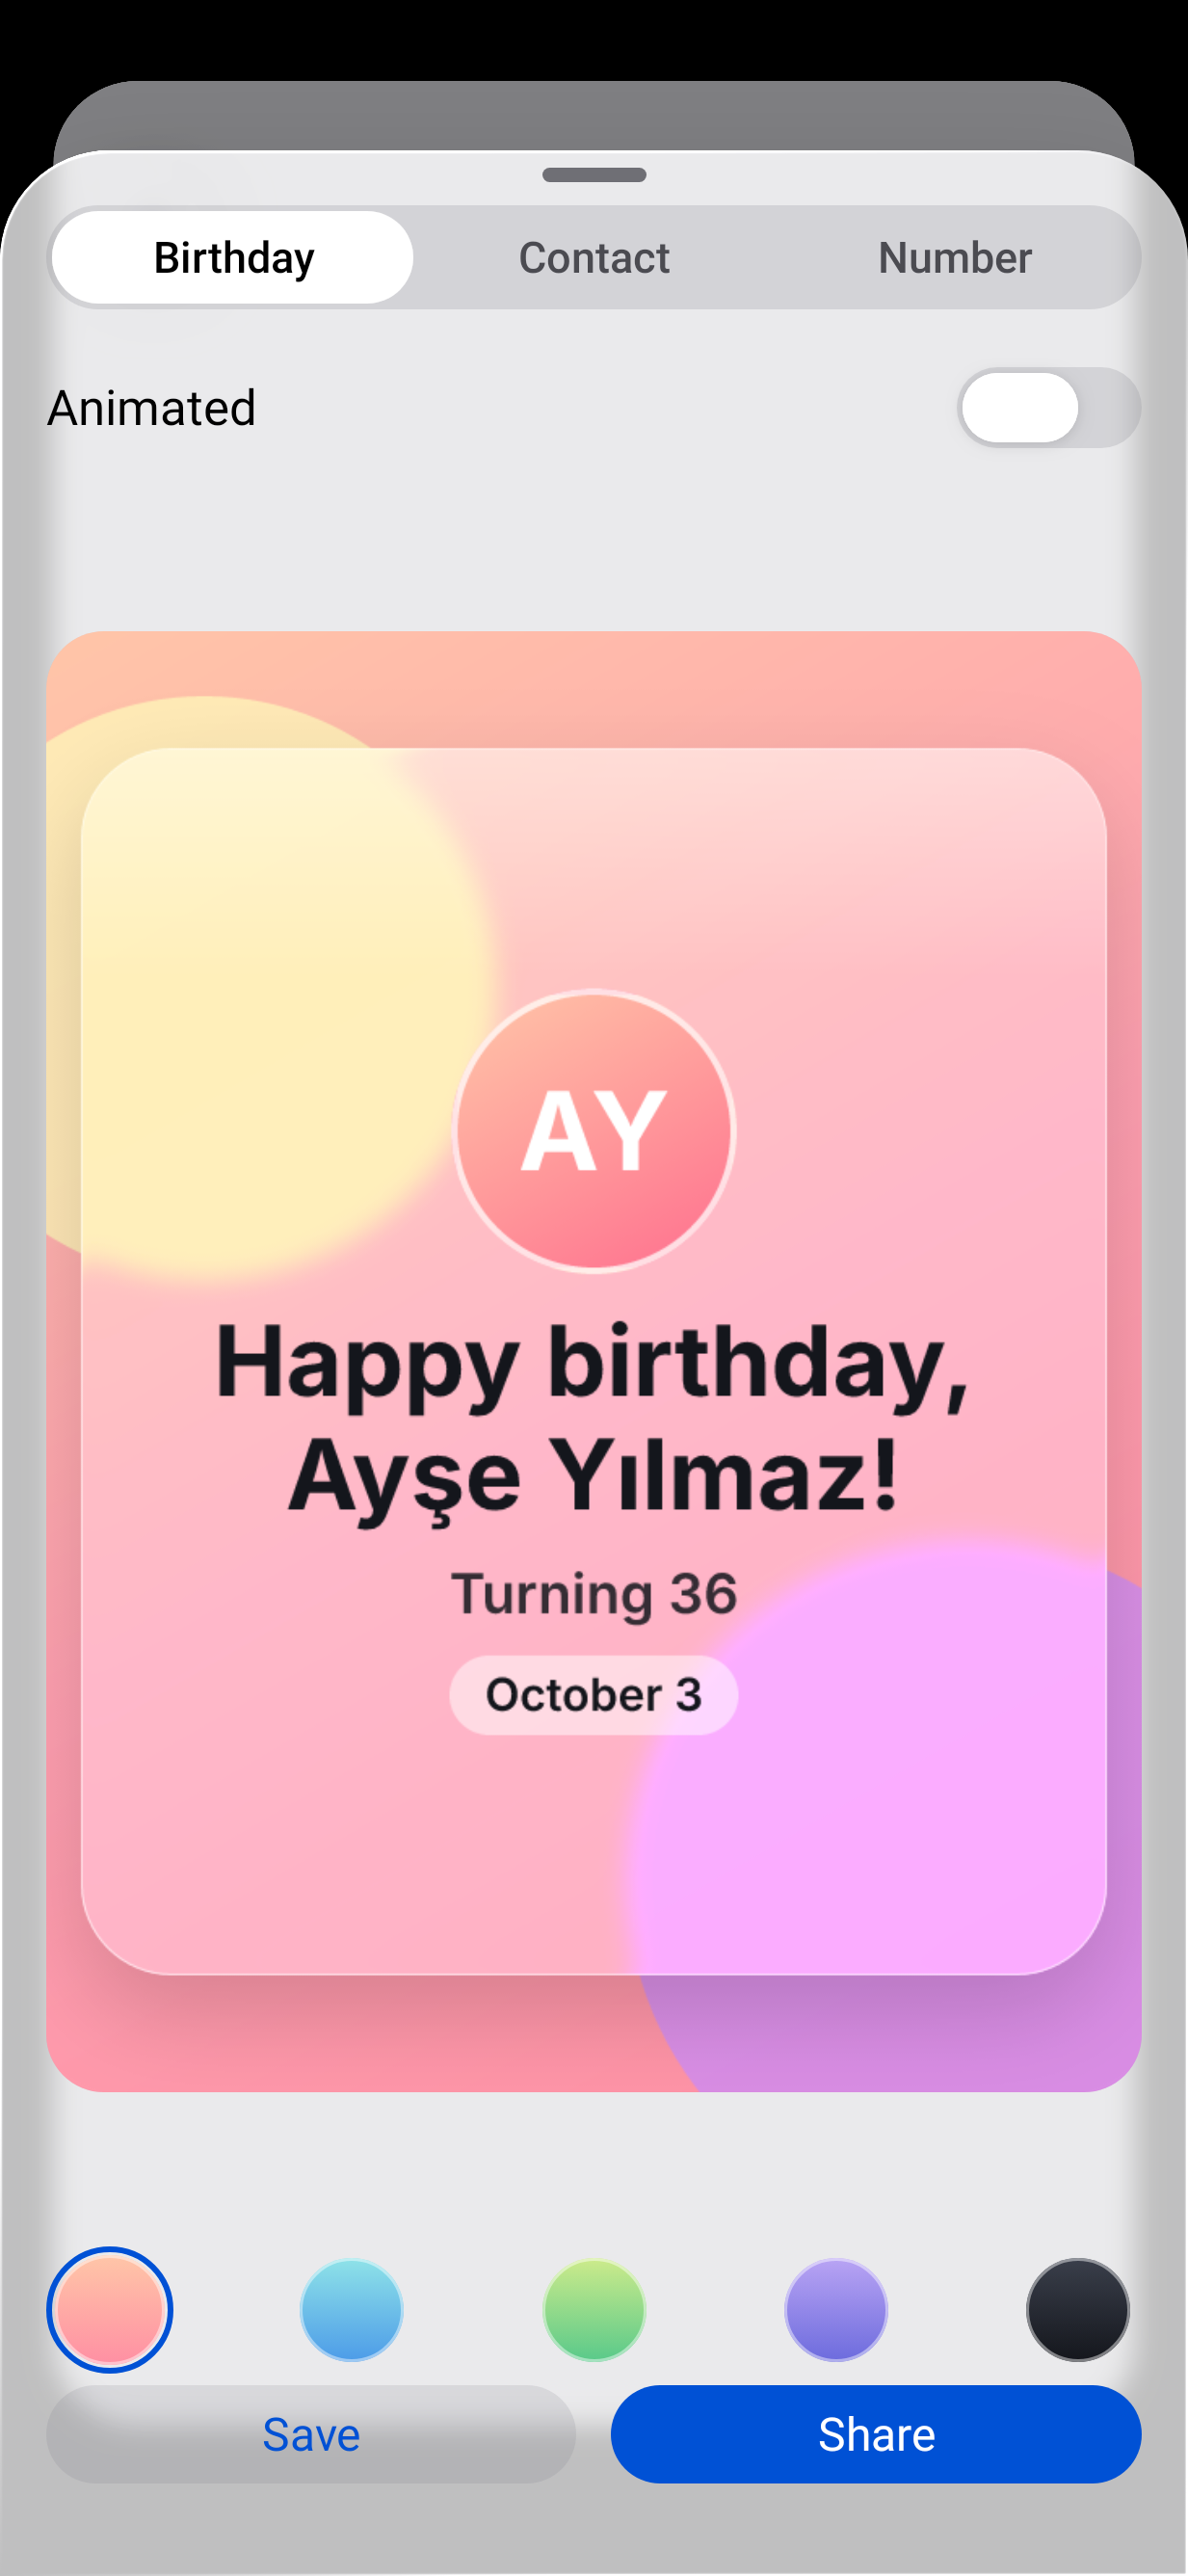 Birthday
Contact
Number
Animated
AY
Happy birthday,
Ayşe Yılmaz!
Turning 36
October 3
Save
Share